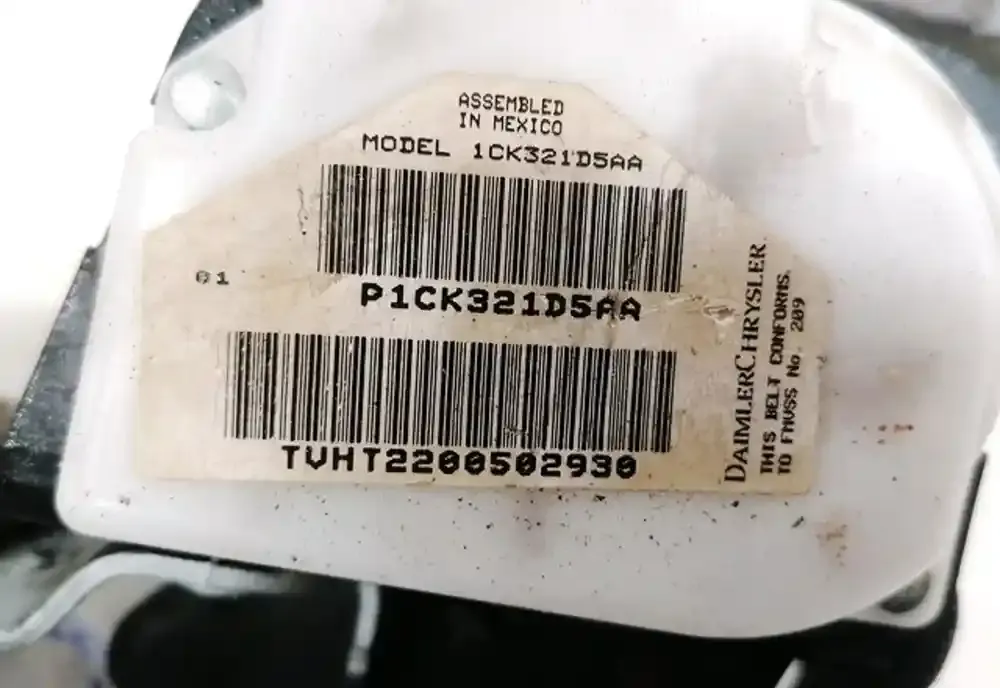 ASSEMBLED
IN MEXICO
MODEL 1CK321D5AA
01
P1CK321D5AA
TVHT2200502930
DAIMLERCHRYSLER
THIS BELT CONFORMS
TO FMVSS No. 209